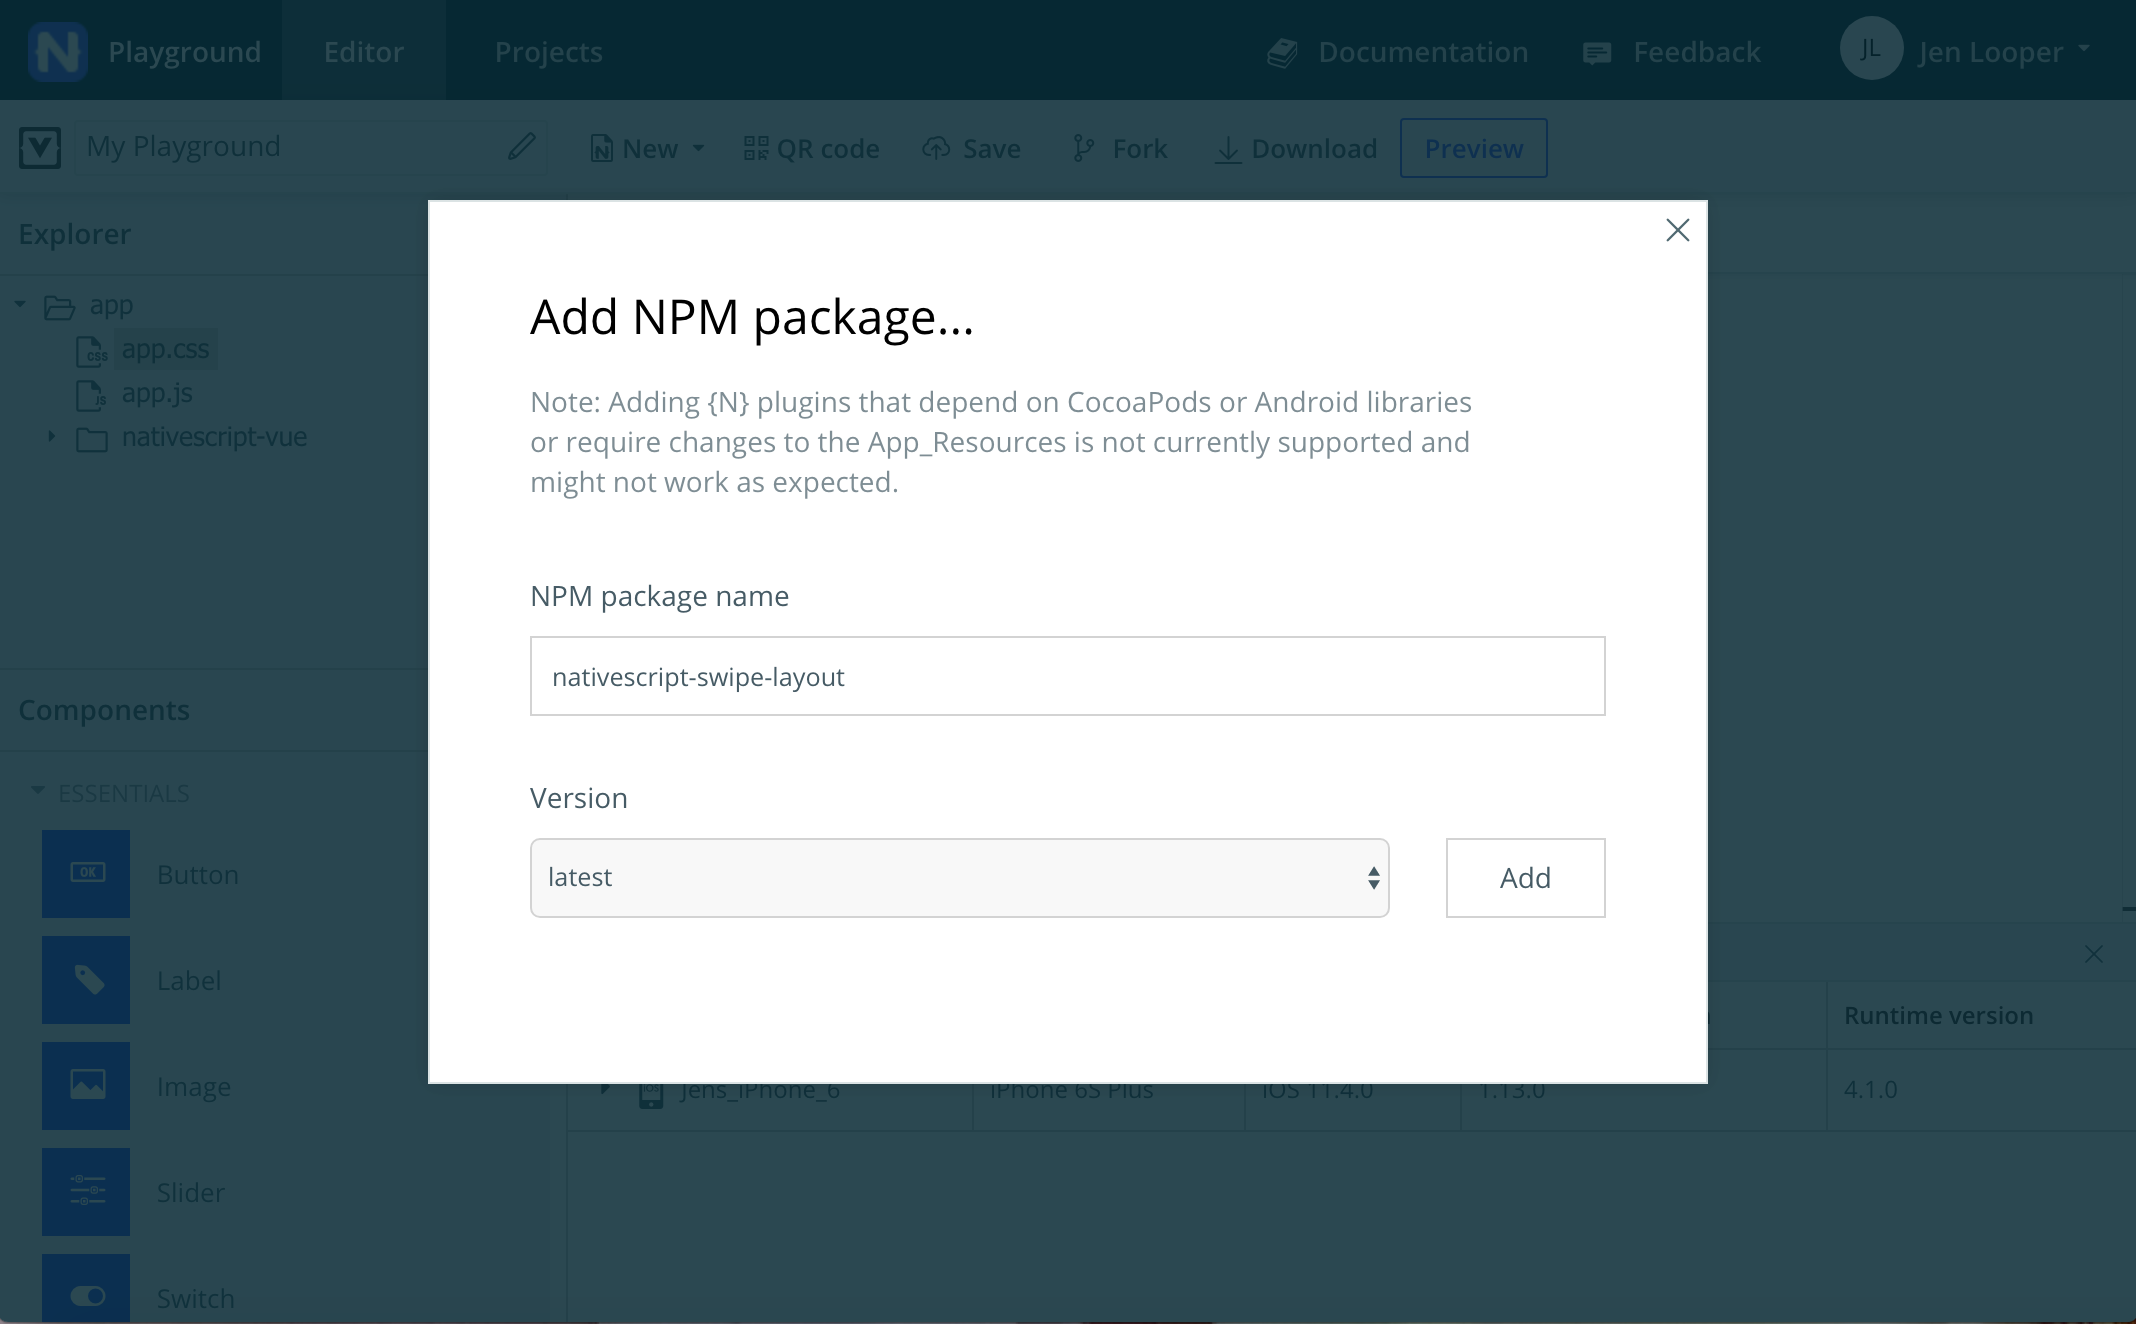 N Playground Editor Projects Documentation Feedback JL Jen Looper
My Playground New QR code Save Fork Download Preview
Explorer
app
app.css
app.js
nativescript-vue
Components
ESSENTIALS
OK Button
Label
Image
Slider
Switch
Add NPM package...
Note: Adding {N} plugins that depend on CocoaPods or Android libraries
or require changes to the App_Resources is not currently supported and
might not work as expected.
NPM package name
nativescript-swipe-layout
Version
latest
Add
Runtime version
Jens_iPhone_6 iPhone 6S Plus iOS 11.4.0 1.13.0 4.1.0